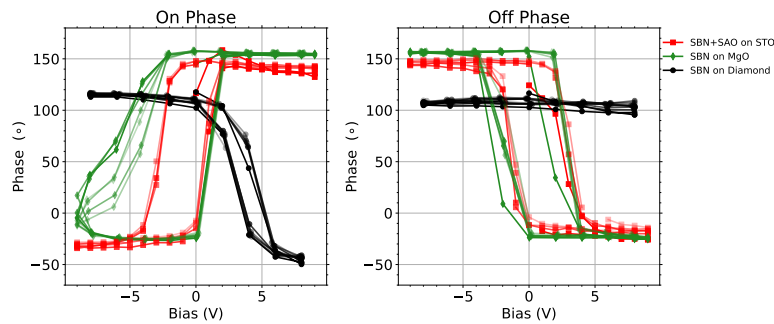 On Phase
Off Phase
SBN+SAO on STO
SBN on MgO
SBN on Diamond
Phase (∘)
150
100
50
0
−50
−5
0
5
Bias (V)
Phase (∘)
150
100
50
0
−50
−5
0
5
Bias (V)